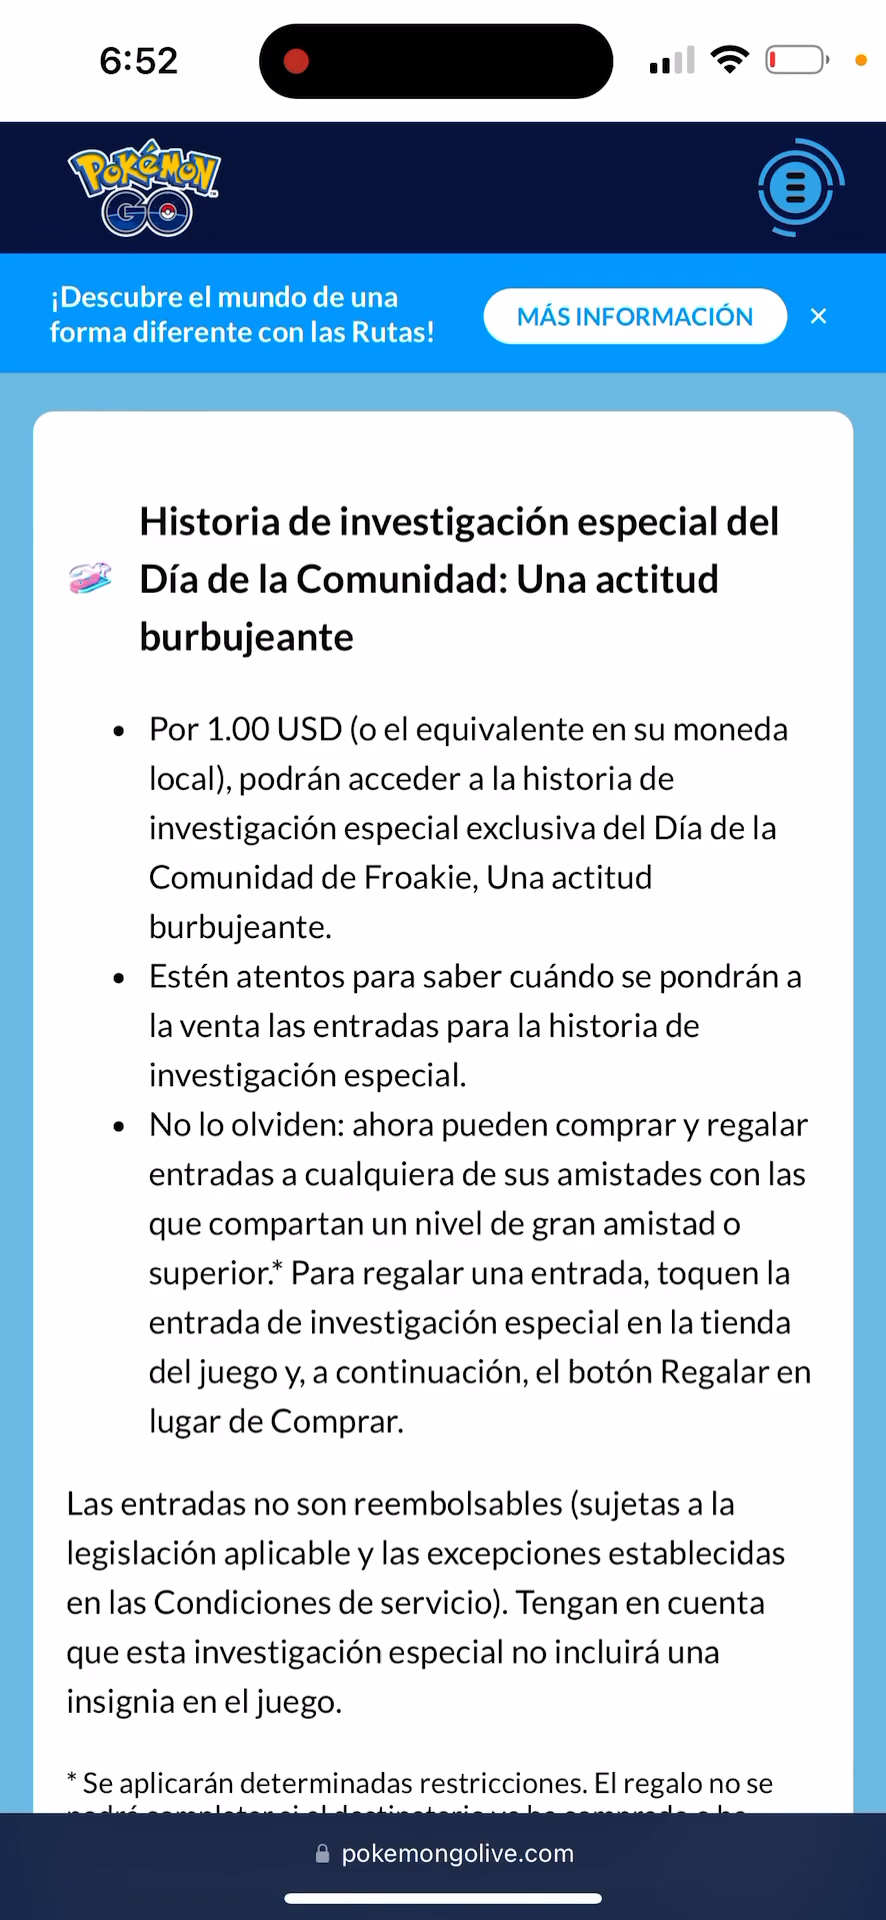 6:52
POKéMON
GO
¡Descubre el mundo de una
forma diferente con las Rutas!
MÁS INFORMACIÓN
Historia de investigación especial del
Día de la Comunidad: Una actitud
burbujeante
• Por 1.00 USD (o el equivalente en su moneda
local), podrán acceder a la historia de
investigación especial exclusiva del Día de la
Comunidad de Froakie, Una actitud
burbujeante.
• Estén atentos para saber cuándo se pondrán a
la venta las entradas para la historia de
investigación especial.
• No lo olviden: ahora pueden comprar y regalar
entradas a cualquiera de sus amistades con las
que compartan un nivel de gran amistad o
superior.* Para regalar una entrada, toquen la
entrada de investigación especial en la tienda
del juego y, a continuación, el botón Regalar en
lugar de Comprar.
Las entradas no son reembolsables (sujetas a la
legislación aplicable y las excepciones establecidas
en las Condiciones de servicio). Tengan en cuenta
que esta investigación especial no incluirá una
insignia en el juego.
* Se aplicarán determinadas restricciones. El regalo no se
pokemongolive.com